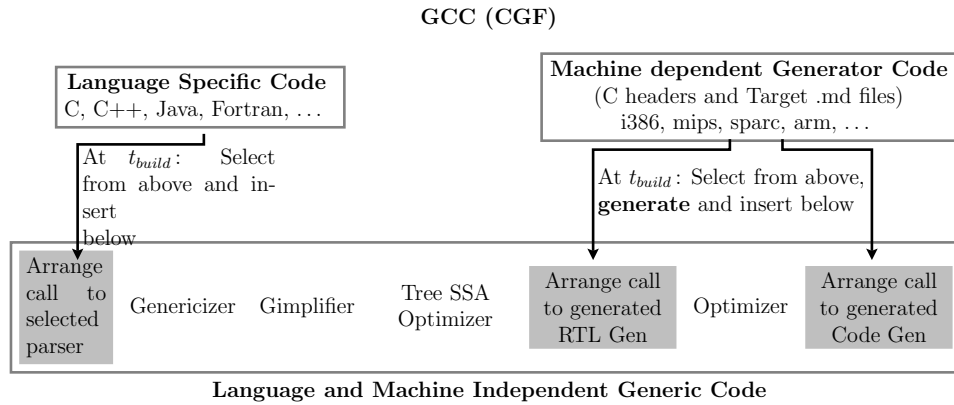 GCC (CGF)
Language Specific Code
C, C++, Java, Fortran, ...
Machine dependent Generator Code
(C headers and Target .md files)
i386, mips, sparc, arm, ...
At t_build: Select
from above and in-
sert
below
At t_build: Select from above,
generate and insert below
Arrange
call to
selected
parser
Genericizer
Gimplifier
Tree SSA
Optimizer
Arrange call
to generated
RTL Gen
Optimizer
Arrange call
to generated
Code Gen
Language and Machine Independent Generic Code